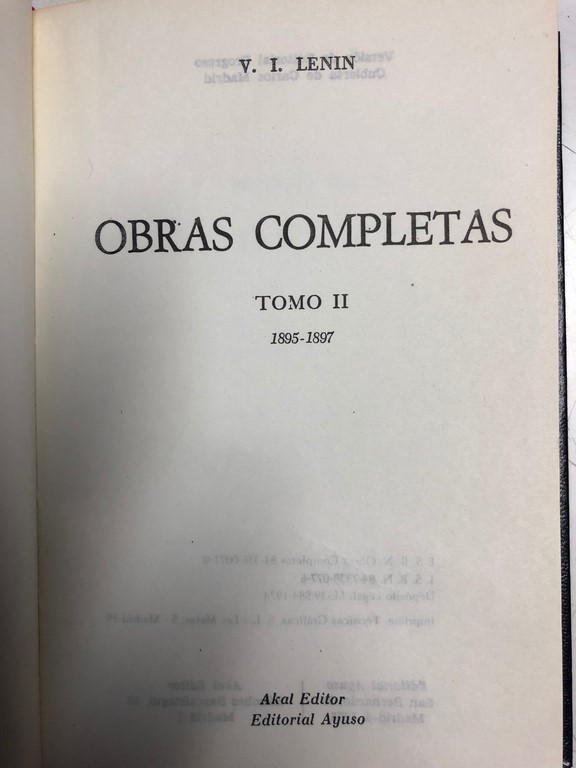 V. I. LENIN
OBRAS COMPLETAS
TOMO II
1895-1897
Akal Editor
Editorial Ayuso